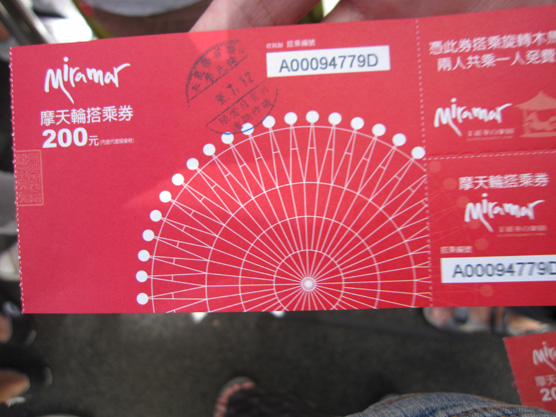 Miramar
摩天輪搭乘券
200元
票券編號
A00094779D
憑此券搭乘旋轉木馬
兩人共乘一人免費
Miramar
摩天輪搭乘券
Miramar
票券編號
A00094779D
Miramar